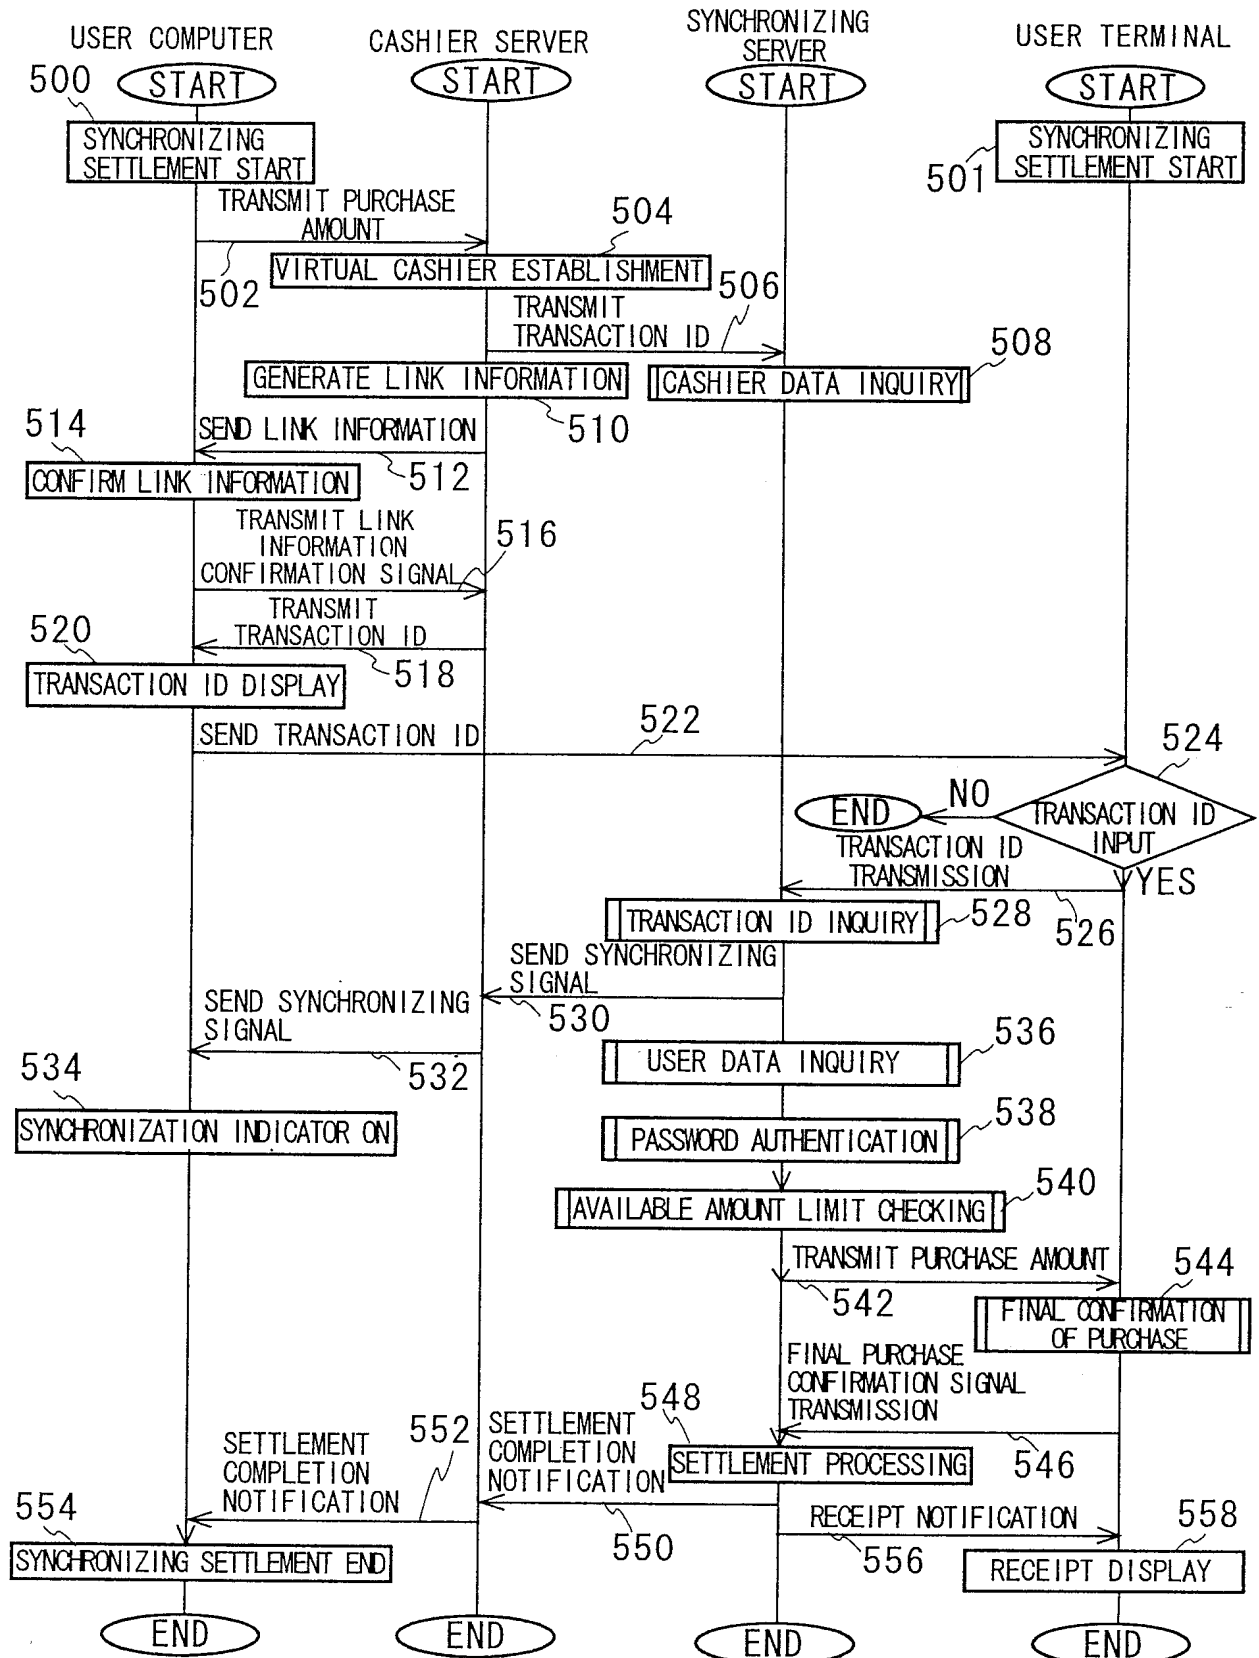 USER COMPUTER
CASHIER SERVER
SYNCHRONIZING
SERVER
USER TERMINAL
START
START
START
START
500
SYNCHRONIZING
SETTLEMENT START
SYNCHRONIZING
SETTLEMENT START
501
TRANSMIT PURCHASE
AMOUNT
502
504
VIRTUAL CASHIER ESTABLISHMENT
506
TRANSMIT
TRANSACTION ID
508
GENERATE LINK INFORMATION
CASHIER DATA INQUIRY
510
514
SEND LINK INFORMATION
512
CONFIRM LINK INFORMATION
TRANSMIT LINK
INFORMATION
CONFIRMATION SIGNAL
516
TRANSMIT
TRANSACTION ID
518
520
TRANSACTION ID DISPLAY
SEND TRANSACTION ID
522
524
TRANSACTION ID
INPUT
NO
END
YES
TRANSACTION ID
TRANSMISSION
526
TRANSACTION ID INQUIRY
528
SEND SYNCHRONIZING
SIGNAL
530
SEND SYNCHRONIZING
SIGNAL
532
534
SYNCHRONIZATION INDICATOR ON
USER DATA INQUIRY
536
PASSWORD AUTHENTICATION
538
AVAILABLE AMOUNT LIMIT CHECKING
540
TRANSMIT PURCHASE AMOUNT
542
544
FINAL CONFIRMATION
OF PURCHASE
FINAL PURCHASE
CONFIRMATION SIGNAL
TRANSMISSION
546
548
SETTLEMENT PROCESSING
SETTLEMENT
COMPLETION
NOTIFICATION
550
552
SETTLEMENT
COMPLETION
NOTIFICATION
554
SYNCHRONIZING SETTLEMENT END
RECEIPT NOTIFICATION
556
558
RECEIPT DISPLAY
END
END
END
END